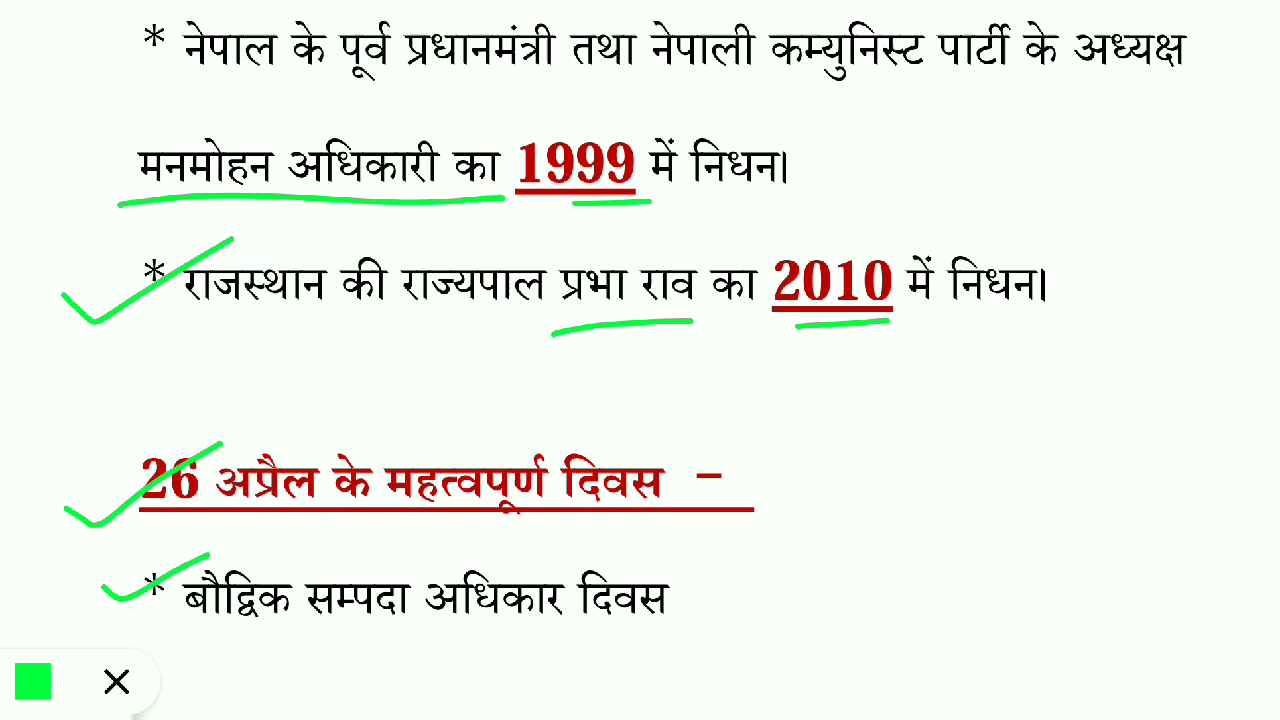 * नेपाल के पूर्व प्रधानमंत्री तथा नेपाली कम्युनिस्ट पार्टी के अध्यक्ष
मनमोहन अधिकारी का 1999 में निधन।
* राजस्थान की राज्यपाल प्रभा राव का 2010 में निधन।
26 अप्रैल के महत्वपूर्ण दिवस –
* बौद्विक सम्पदा अधिकार दिवस